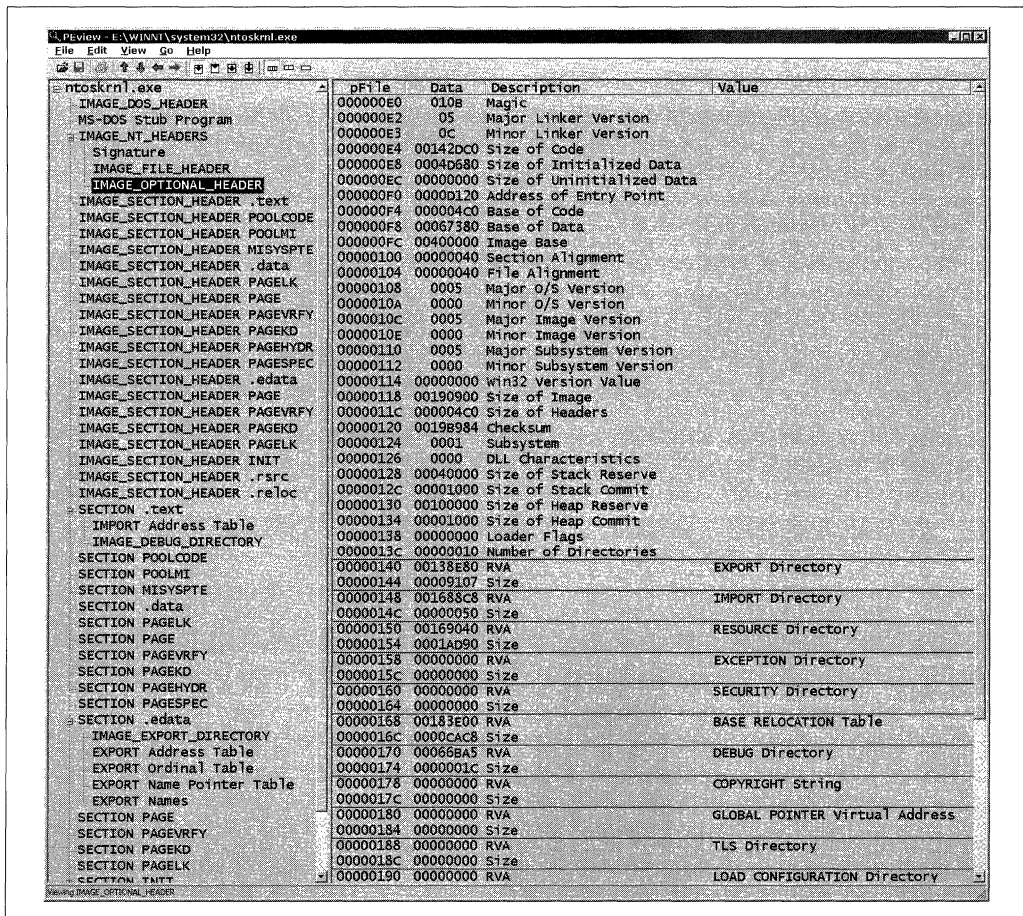 PEview - E:\WINNT\system32\ntoskrnl.exe
File Edit View Go Help
ntoskrnl.exe
IMAGE_DOS_HEADER
MS-DOS Stub Program
IMAGE_NT_HEADERS
Signature
IMAGE_FILE_HEADER
IMAGE_OPTIONAL_HEADER
IMAGE_SECTION_HEADER .text
IMAGE_SECTION_HEADER POOLCODE
IMAGE_SECTION_HEADER POOLMI
IMAGE_SECTION_HEADER MISYSPTE
IMAGE_SECTION_HEADER .data
IMAGE_SECTION_HEADER PAGELK
IMAGE_SECTION_HEADER PAGE
IMAGE_SECTION_HEADER PAGEVRFY
IMAGE_SECTION_HEADER PAGEKD
IMAGE_SECTION_HEADER PAGEHYDR
IMAGE_SECTION_HEADER PAGESPEC
IMAGE_SECTION_HEADER .edata
IMAGE_SECTION_HEADER PAGE
IMAGE_SECTION_HEADER PAGEVRFY
IMAGE_SECTION_HEADER PAGEKD
IMAGE_SECTION_HEADER PAGELK
IMAGE_SECTION_HEADER INIT
IMAGE_SECTION_HEADER .rsrc
IMAGE_SECTION_HEADER .reloc
SECTION .text
IMPORT Address Table
IMAGE_DEBUG_DIRECTORY
SECTION POOLCODE
SECTION POOLMI
SECTION MISYSPTE
SECTION .data
SECTION PAGELK
SECTION PAGE
SECTION PAGEVRFY
SECTION PAGEKD
SECTION PAGEHYDR
SECTION PAGESPEC
SECTION .edata
IMAGE_EXPORT_DIRECTORY
EXPORT Address Table
EXPORT Ordinal Table
EXPORT Name Pointer Table
EXPORT Names
SECTION PAGE
SECTION PAGEVRFY
SECTION PAGEKD
SECTION PAGELK
SECTION INIT
pFile Data Description Value
000000E0 010B Magic
000000E2 05 Major Linker Version
000000E3 0C Minor Linker Version
000000E4 00142DC0 Size of Code
000000E8 0004D680 Size of Initialized Data
000000EC 00000000 Size of Uninitialized Data
000000F0 0000D120 Address of Entry Point
000000F4 000004C0 Base of Code
000000F8 00067380 Base of Data
000000FC 00400000 Image Base
00000100 00000040 Section Alignment
00000104 00000040 File Alignment
00000108 0005 Major O/S Version
0000010A 0000 Minor O/S Version
0000010C 0005 Major Image Version
0000010E 0000 Minor Image Version
00000110 0005 Major Subsystem Version
00000112 0000 Minor Subsystem Version
00000114 00000000 Win32 Version Value
00000118 00190900 Size of Image
0000011C 000004C0 Size of Headers
00000120 0019B984 Checksum
00000124 0001 Subsystem
00000126 0000 DLL Characteristics
00000128 00040000 Size of Stack Reserve
0000012C 00001000 Size of Stack Commit
00000130 00100000 Size of Heap Reserve
00000134 00001000 Size of Heap Commit
00000138 00000000 Loader Flags
0000013C 00000010 Number of Directories
00000140 00138E80 RVA EXPORT Directory
00000144 00009107 Size
00000148 001688C8 RVA IMPORT Directory
0000014C 00000050 Size
00000150 00169040 RVA RESOURCE Directory
00000154 0001AD90 Size
00000158 00000000 RVA EXCEPTION Directory
0000015C 00000000 Size
00000160 00000000 RVA SECURITY Directory
00000164 00000000 Size
00000168 00183E00 RVA BASE RELOCATION Table
0000016C 0000CAC8 Size
00000170 00066BA5 RVA DEBUG Directory
00000174 0000001C Size
00000178 00000000 RVA COPYRIGHT String
0000017C 00000000 Size
00000180 00000000 RVA GLOBAL POINTER Virtual Address
00000184 00000000 Size
00000188 00000000 RVA TLS Directory
0000018C 00000000 Size
00000190 00000000 RVA LOAD CONFIGURATION Directory
Viewing IMAGE_OPTIONAL_HEADER